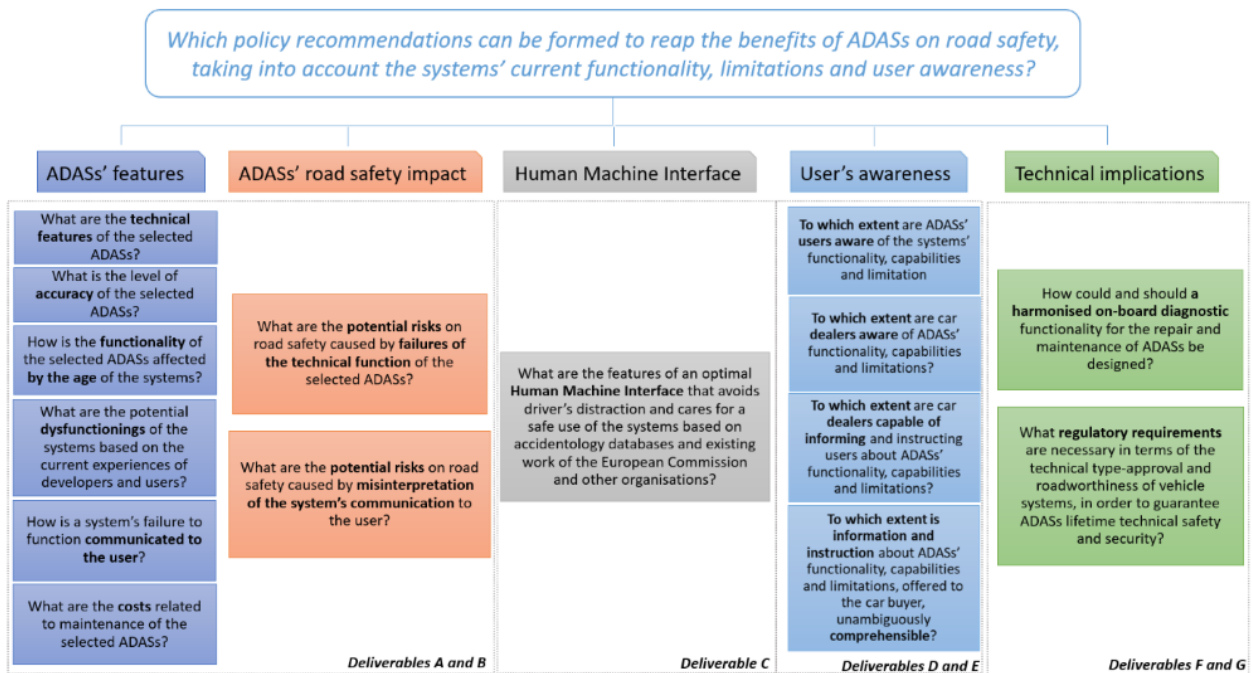 Which policy recommendations can be formed to reap the benefits of ADASs on road safety,
taking into account the systems' current functionality, limitations and user awareness?
ADASs' features
What are the technical
features of the selected
ADASs?
What is the level of
accuracy of the selected
ADASs?
How is the functionality of
the selected ADASs affected
by the age of the systems?
What are the potential
dysfunctionings of the
systems based on the
current experiences of
developers and users?
How is a system's failure to
function communicated to
the user?
What are the costs related
to maintenance of the
selected ADASs?
ADASs' road safety impact
What are the potential risks on
road safety caused by failures
of the technical function of the
selected ADASs?
What are the potential risks on road
safety caused by misinterpretation
of the system's communication to
the user?
Deliverables A and B
Human Machine Interface
What are the features of an optimal
Human Machine Interface that avoids
driver's distraction and cares for a
safe use of the systems based on
accidentology databases and existing
work of the European Commission
and other organisations?
Deliverable C
User's awareness
To which extent are ADASs'
users aware of the systems'
functionality, capabilities
and limitation
To which extent are car
dealers aware of ADASs'
functionality, capabilities
and limitations?
To which extent are car
dealers capable of
informing and instructing
users about ADASs'
functionality, capabilities
and limitations?
To which extent is
information and
instruction about ADASs'
functionality, capabilities
and limitations, offered to
the car buyer,
unambiguously
comprehensible?
Deliverables D and E
Technical implications
How could and should a
harmonised on-board diagnostic
functionality for the repair and
maintenance of ADASs be
designed?
What regulatory requirements
are necessary in terms of the
technical type-approval and
roadworthiness of vehicle
systems, in order to guarantee
ADASs lifetime technical safety
and security?
Deliverables F and G